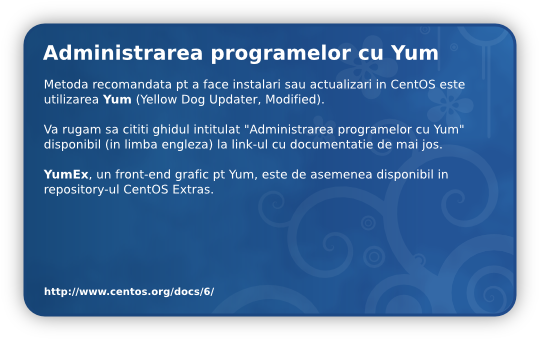 Administrarea programelor cu Yum
Metoda recomandata pt a face instalari sau actualizari in CentOS este
utilizarea Yum (Yellow Dog Updater, Modified).
Va rugam sa cititi ghidul intitulat "Administrarea programelor cu Yum"
disponibil (in limba engleza) la link-ul cu documentatie de mai jos.
YumEx, un front-end grafic pt Yum, este de asemenea disponibil in
repository-ul CentOS Extras.
http://www.centos.org/docs/6/